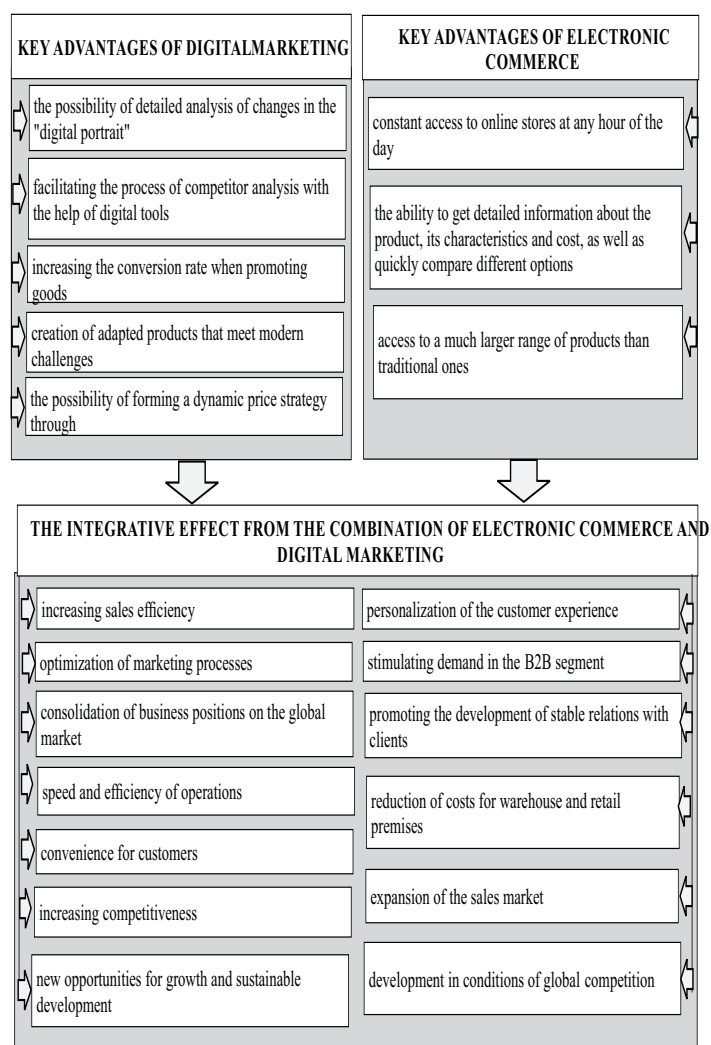 KEY ADVANTAGES OF DIGITALMARKETING
the possibility of detailed analysis of changes in the
"digital portrait"
facilitating the process of competitor analysis with
the help of digital tools
increasing the conversion rate when promoting
goods
creation of adapted products that meet modern
challenges
the possibility of forming a dynamic price strategy
through
KEY ADVANTAGES OF ELECTRONIC
COMMERCE
constant access to online stores at any hour of the
day
the ability to get detailed information about the
product, its characteristics and cost, as well as
quickly compare different options
access to a much larger range of products than
traditional ones
THE INTEGRATIVE EFFECT FROM THE COMBINATION OF ELECTRONIC COMMERCE AND
DIGITAL MARKETING
increasing sales efficiency
optimization of marketing processes
consolidation of business positions on the global
market
speed and efficiency of operations
convenience for customers
increasing competitiveness
new opportunities for growth and sustainable
development
personalization of the customer experience
stimulating demand in the B2B segment
promoting the development of stable relations with
clients
reduction of costs for warehouse and retail
premises
expansion of the sales market
development in conditions of global competition